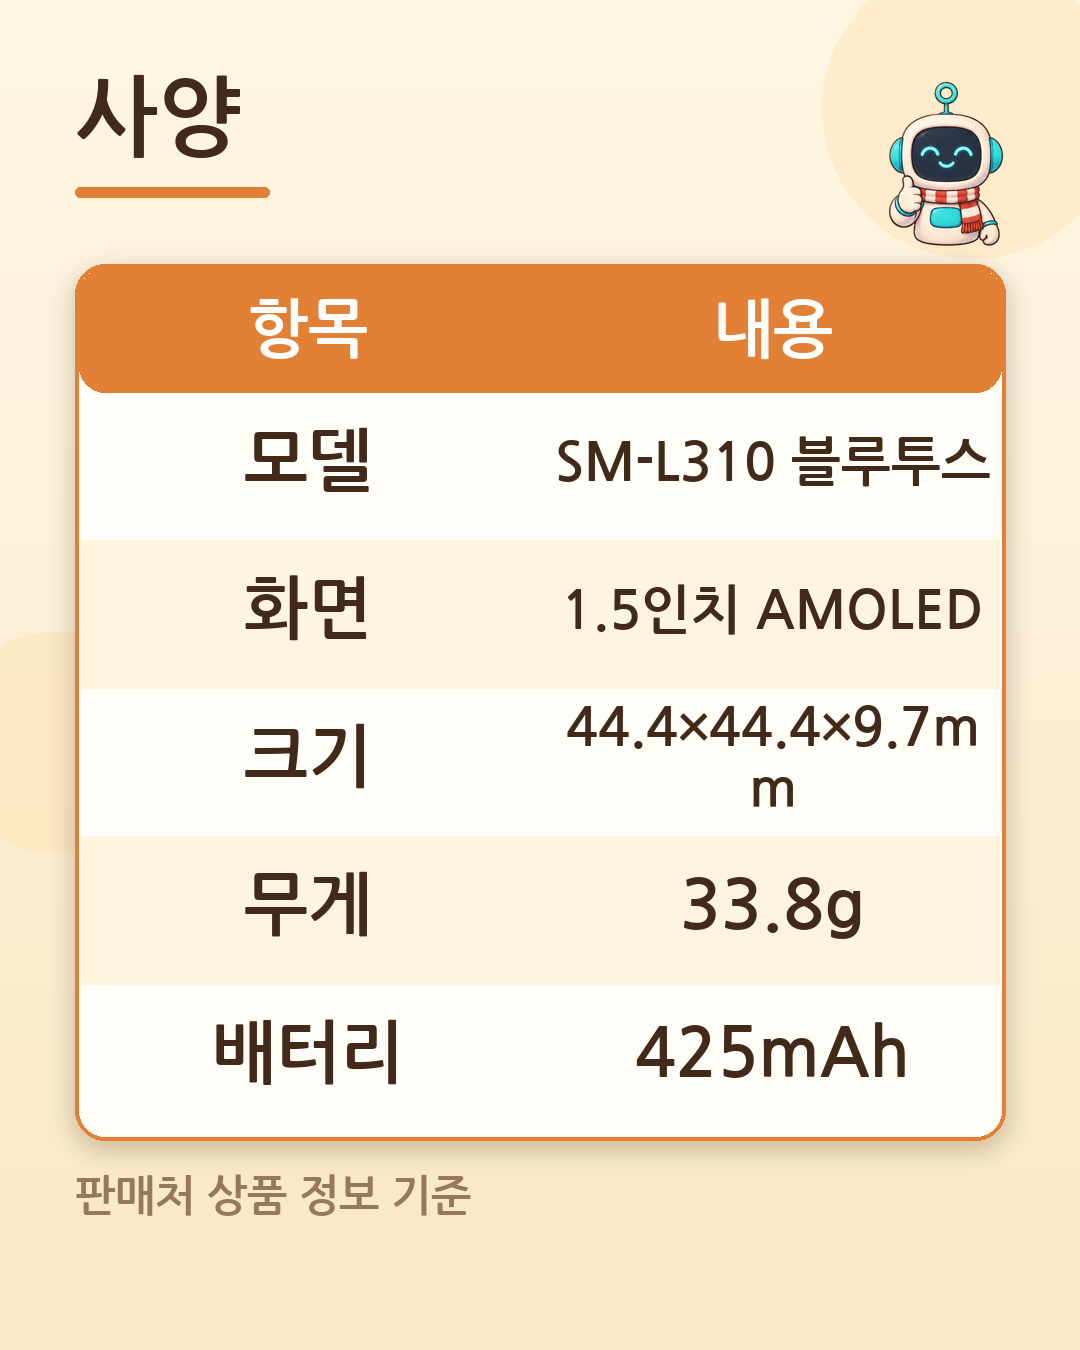 사양
항목 내용
모델 SM-L310 블루투스
화면 1.5인치 AMOLED
크기 44.4×44.4×9.7m
m
무게 33.8g
배터리 425mAh
판매처 상품 정보 기준